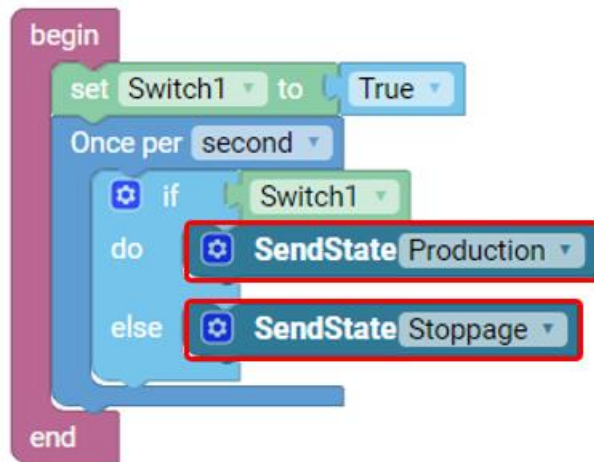 begin
set Switch1 to True
Once per second
if Switch1
do SendState Production
else SendState Stoppage
end